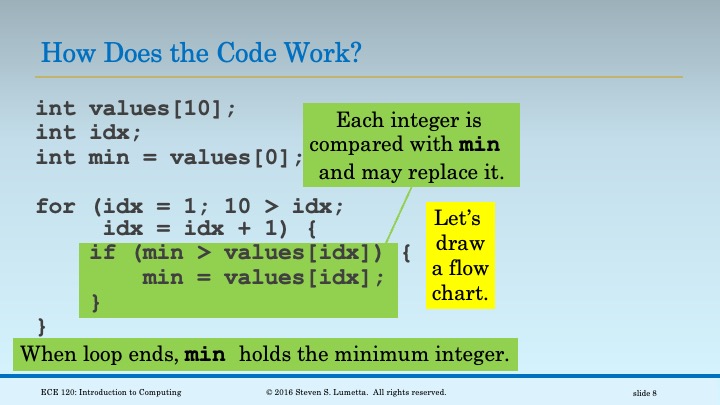 How Does the Code Work?
int values[10];
int idx;
int min = values[0];
Each integer is
compared with min
and may replace it.
for (idx = 1; 10 > idx;
idx = idx + 1) {
if (min > values[idx]) {
min = values[idx];
}
}
Let's
draw
a flow
chart.
When loop ends, min holds the minimum integer.
ECE 120: Introduction to Computing
© 2016 Steven S. Lumetta. All rights reserved.
slide 8